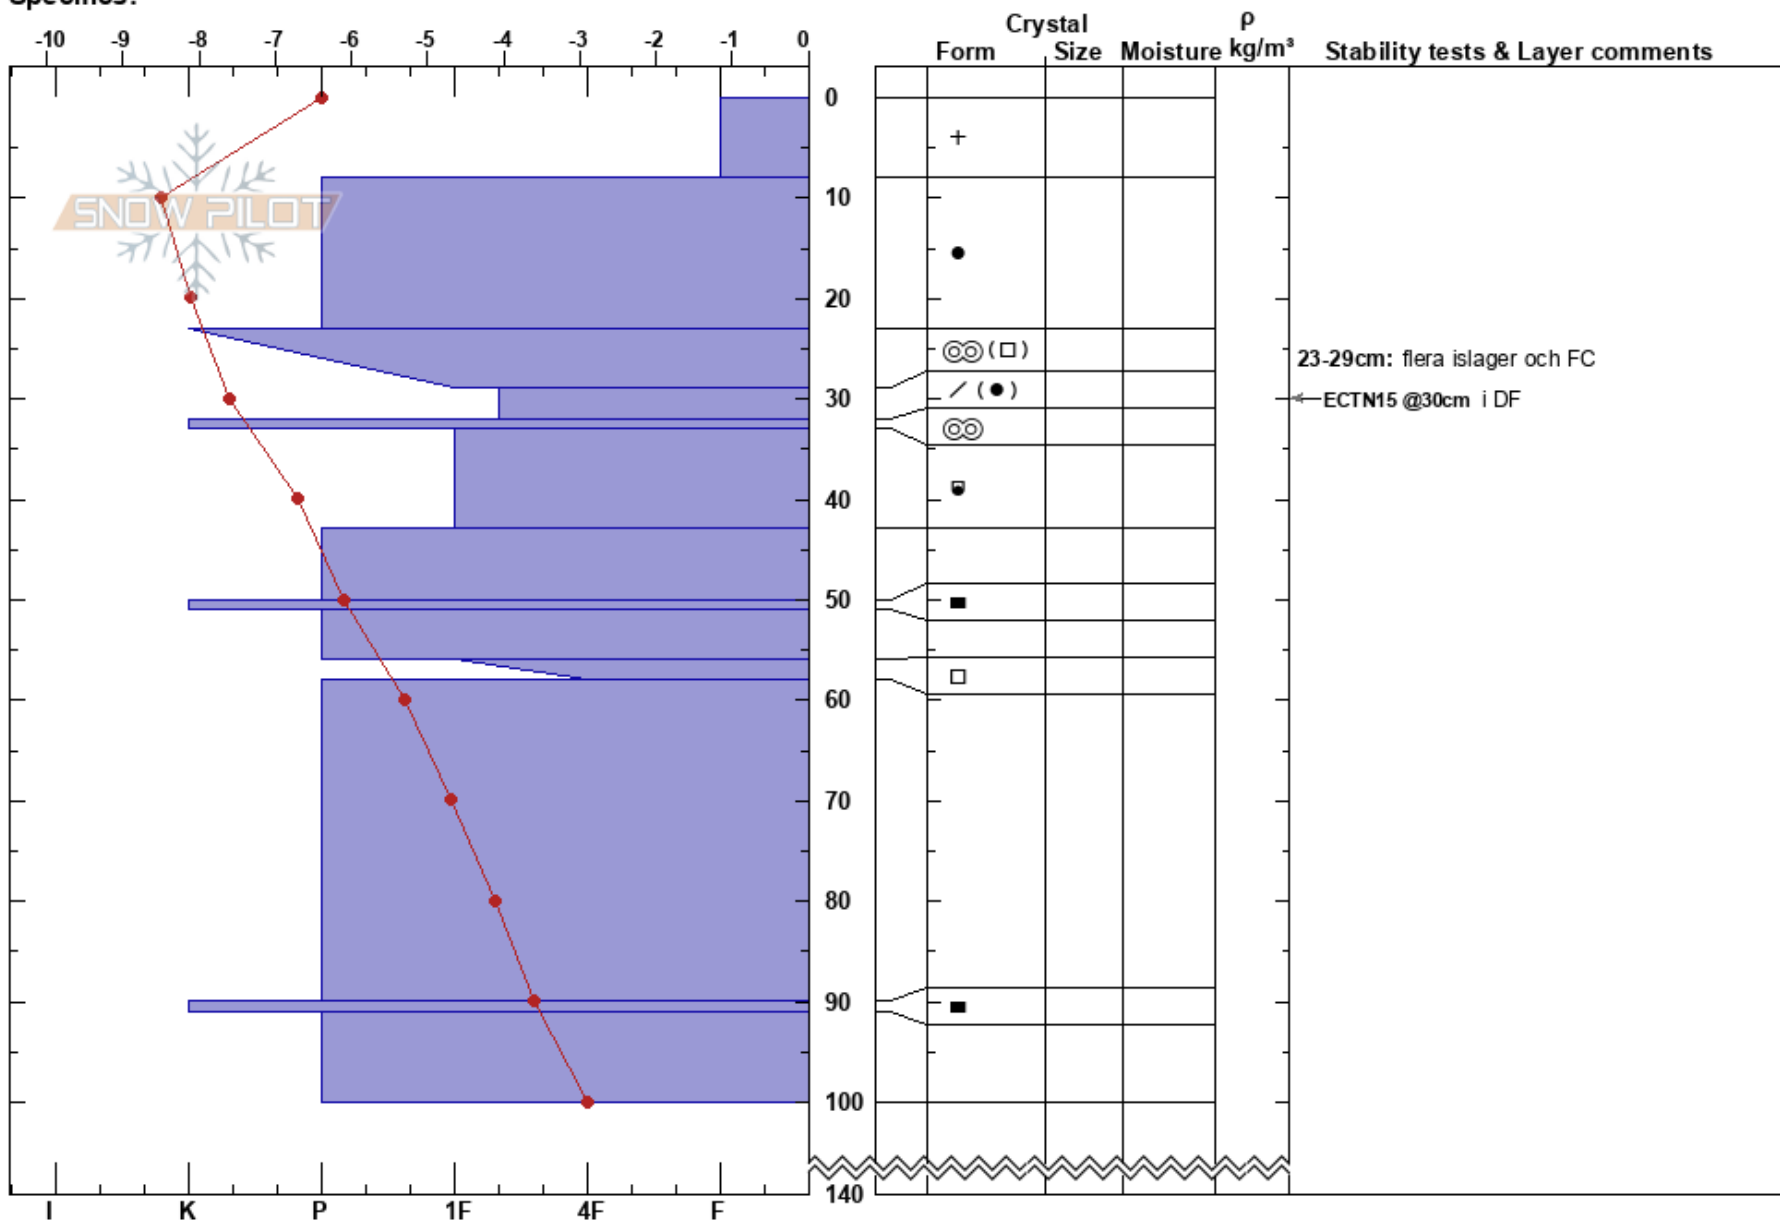 -10 -9 -8 -7 -6 -5 -4 -3 -2 -1 0
Crystal ρ
Form Size Moisture kg/m³ Stability tests & Layer comments
0
SNOW PILOT
10
20
23-29cm: flera islager och FC
30
ECTN15 @30cm i DF
40
50
60
70
80
90
100
140
I K P 1F 4F F